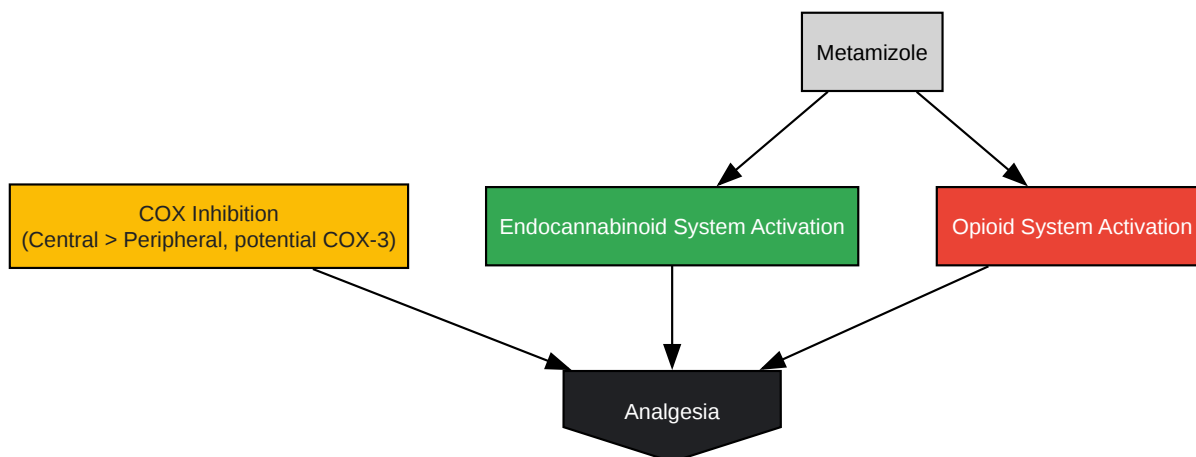 Metamizole
COX Inhibition
(Central > Peripheral, potential COX-3)
Endocannabinoid System Activation
Opioid System Activation
Analgesia